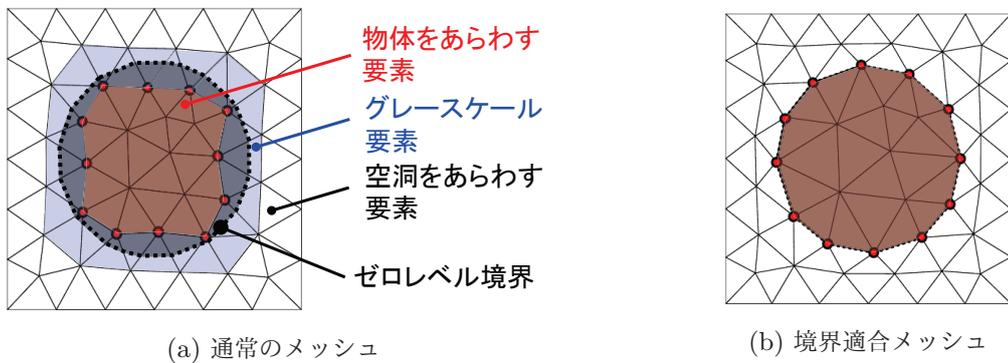 物体をあらわす
要素
グレースケール
要素
空洞をあらわす
要素
ゼロレベル境界
(a) 通常のメッシュ
(b) 境界適合メッシュ